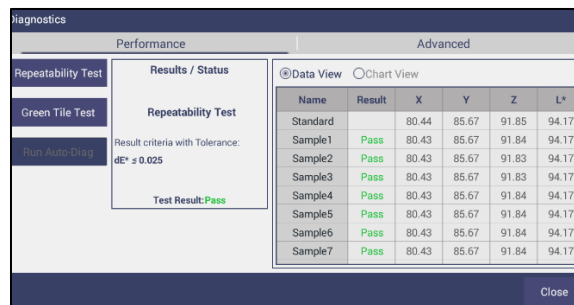 Diagnostics
Performance
Advanced
Repeatability Test
Green Tile Test
Run Auto-Diag
Results / Status
Repeatability Test
Result criteria with Tolerance:
dE* ≤ 0.025
Test Result:Pass
Data View Chart View
Name Result X Y Z L*
Standard 80.44 85.67 91.85 94.17
Sample1 Pass 80.43 85.67 91.84 94.17
Sample2 Pass 80.43 85.67 91.83 94.17
Sample3 Pass 80.43 85.67 91.83 94.17
Sample4 Pass 80.43 85.67 91.84 94.17
Sample5 Pass 80.43 85.67 91.84 94.17
Sample6 Pass 80.43 85.67 91.84 94.17
Sample7 Pass 80.43 85.67 91.84 94.17
Close